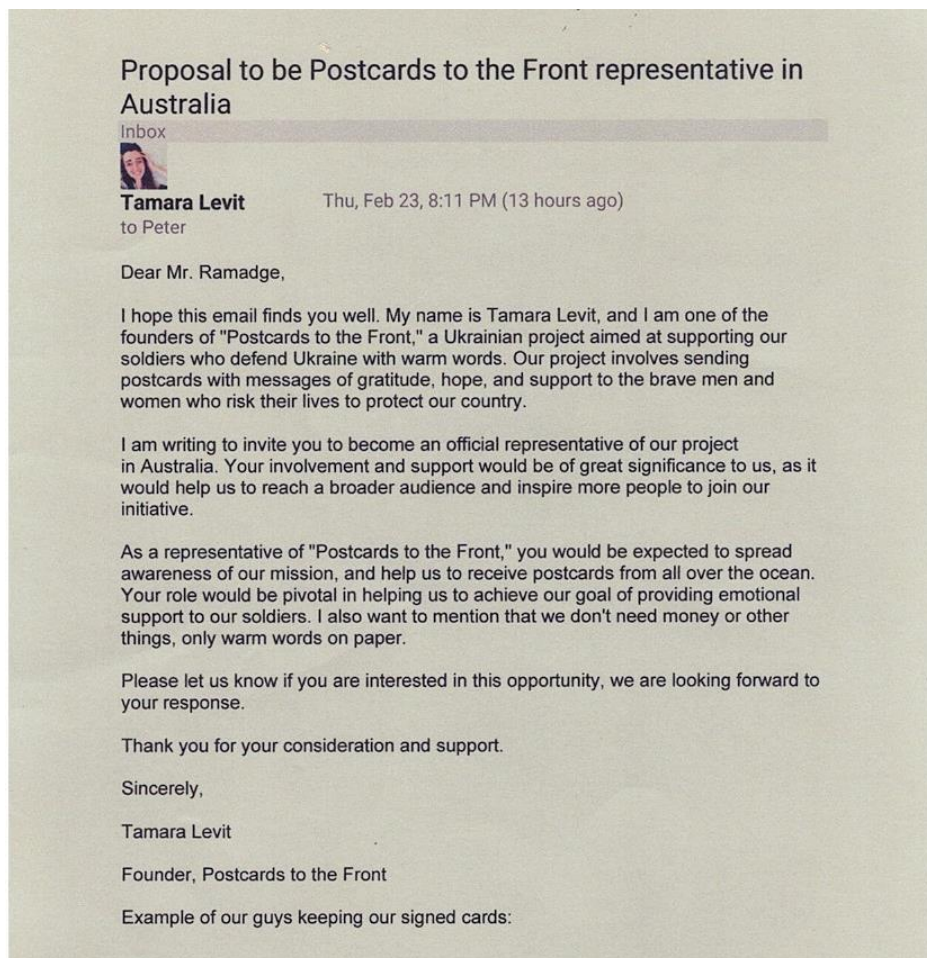 Proposal to be Postcards to the Front representative in
Australia
Inbox
Tamara Levit Thu, Feb 23, 8:11 PM (13 hours ago)
to Peter
Dear Mr. Ramadge,
I hope this email finds you well. My name is Tamara Levit, and I am one of the
founders of "Postcards to the Front," a Ukrainian project aimed at supporting our
soldiers who defend Ukraine with warm words. Our project involves sending
postcards with messages of gratitude, hope, and support to the brave men and
women who risk their lives to protect our country.
I am writing to invite you to become an official representative of our project
in Australia. Your involvement and support would be of great significance to us, as it
would help us to reach a broader audience and inspire more people to join our
initiative.
As a representative of "Postcards to the Front," you would be expected to spread
awareness of our mission, and help us to receive postcards from all over the ocean.
Your role would be pivotal in helping us to achieve our goal of providing emotional
support to our soldiers. I also want to mention that we don't need money or other
things, only warm words on paper.
Please let us know if you are interested in this opportunity, we are looking forward to
your response.
Thank you for your consideration and support.
Sincerely,
Tamara Levit
Founder, Postcards to the Front
Example of our guys keeping our signed cards: